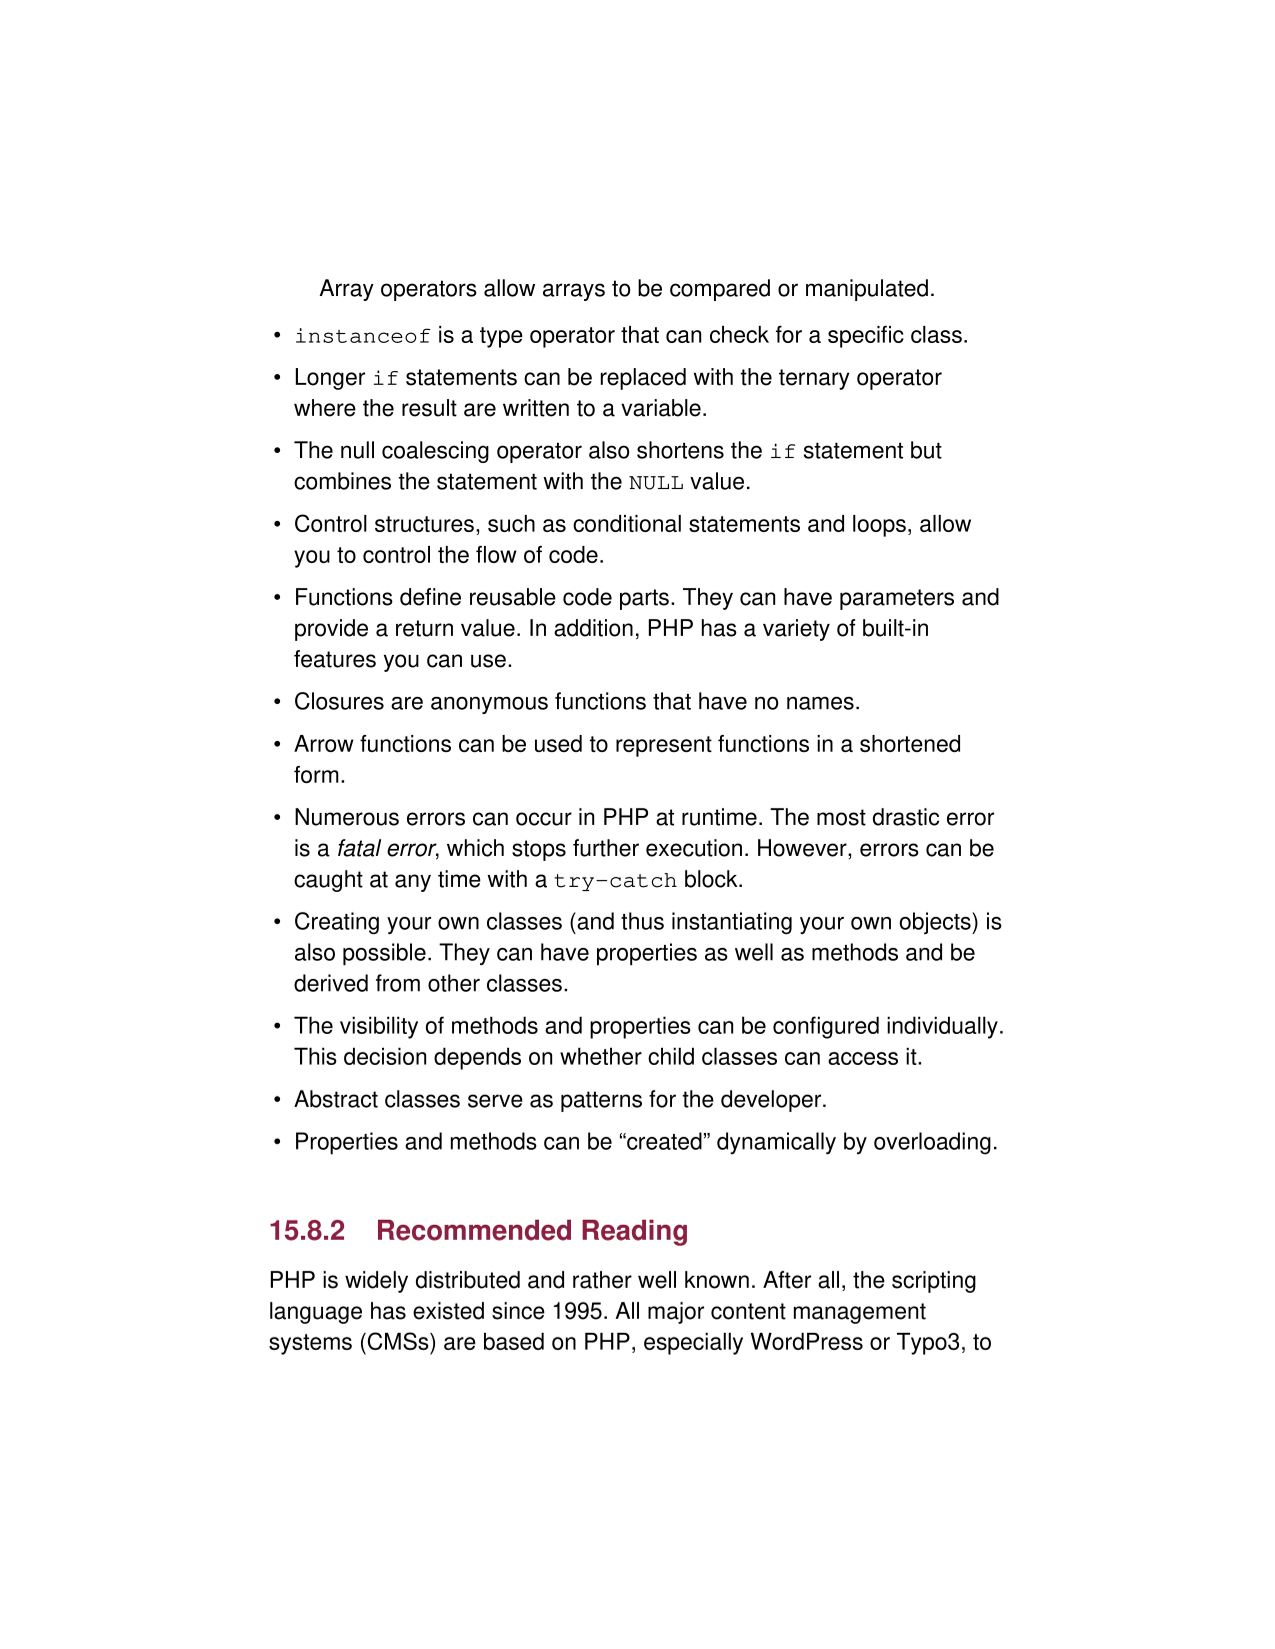 Array operators allow arrays to be compared or manipulated.
• instanceof is a type operator that can check for a specific class.
• Longer if statements can be replaced with the ternary operator
where the result are written to a variable.
• The null coalescing operator also shortens the if statement but
combines the statement with the NULL value.
• Control structures, such as conditional statements and loops, allow
you to control the flow of code.
• Functions define reusable code parts. They can have parameters and
provide a return value. In addition, PHP has a variety of built-in
features you can use.
• Closures are anonymous functions that have no names.
• Arrow functions can be used to represent functions in a shortened
form.
• Numerous errors can occur in PHP at runtime. The most drastic error
is a fatal error, which stops further execution. However, errors can be
caught at any time with a try-catch block.
• Creating your own classes (and thus instantiating your own objects) is
also possible. They can have properties as well as methods and be
derived from other classes.
• The visibility of methods and properties can be configured individually.
This decision depends on whether child classes can access it.
• Abstract classes serve as patterns for the developer.
• Properties and methods can be “created” dynamically by overloading.
15.8.2 Recommended Reading
PHP is widely distributed and rather well known. After all, the scripting
language has existed since 1995. All major content management
systems (CMSs) are based on PHP, especially WordPress or Typo3, to